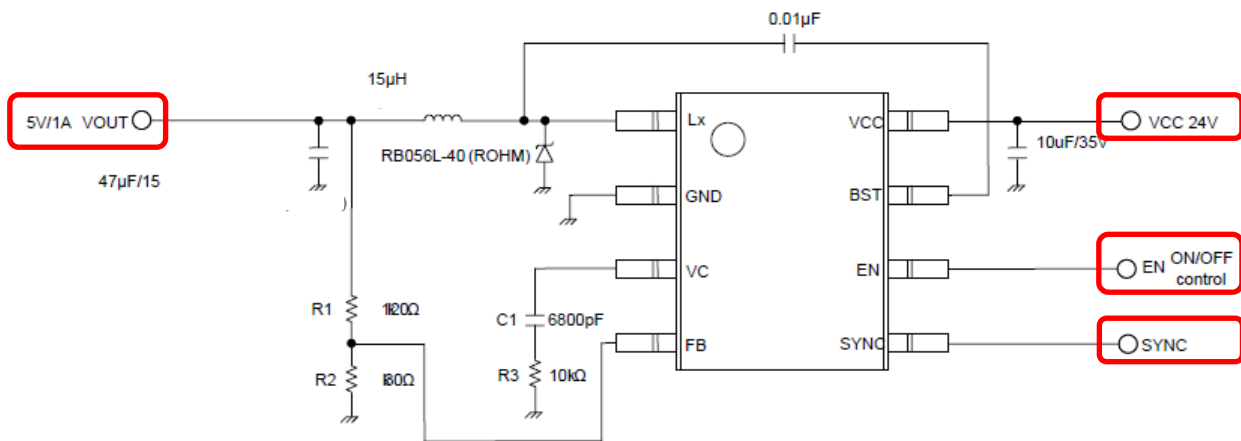 0.01µF
15µH
5V/1A VOUT
Lx
VCC
VCC 24V
RB056L-40 (ROHM)
10uF/35V
47µF/15
)
GND
BST
VC
EN
EN ON/OFF
control
R1
C1 6800pF
FB
SYNC
SYNC
R2
R3 10kΩ